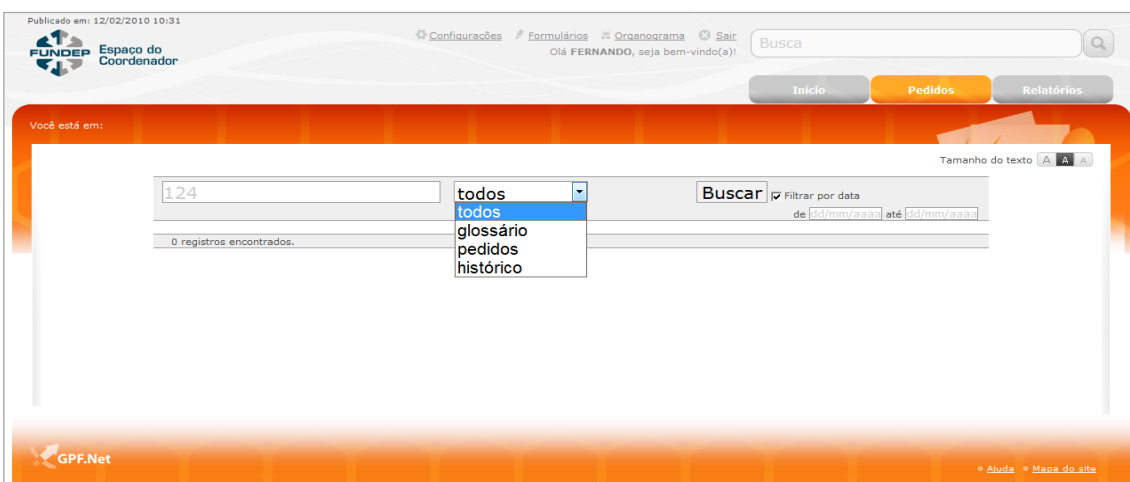 Publicado em: 12/02/2010 10:31
FUNDEP Espaço do
Coordenador
Configurações Formulários Organograma Sair
Olá FERNANDO, seja bem-vindo(a)!
Busca
Início Pedidos Relatórios
Você está em:
Tamanho do texto A A A
124 todos Buscar Filtrar por data
de dd/mm/aaaa até dd/mm/aaaa
todos
glossário
pedidos
histórico
0 registros encontrados.
GPF.Net
Ajuda Mapa do site